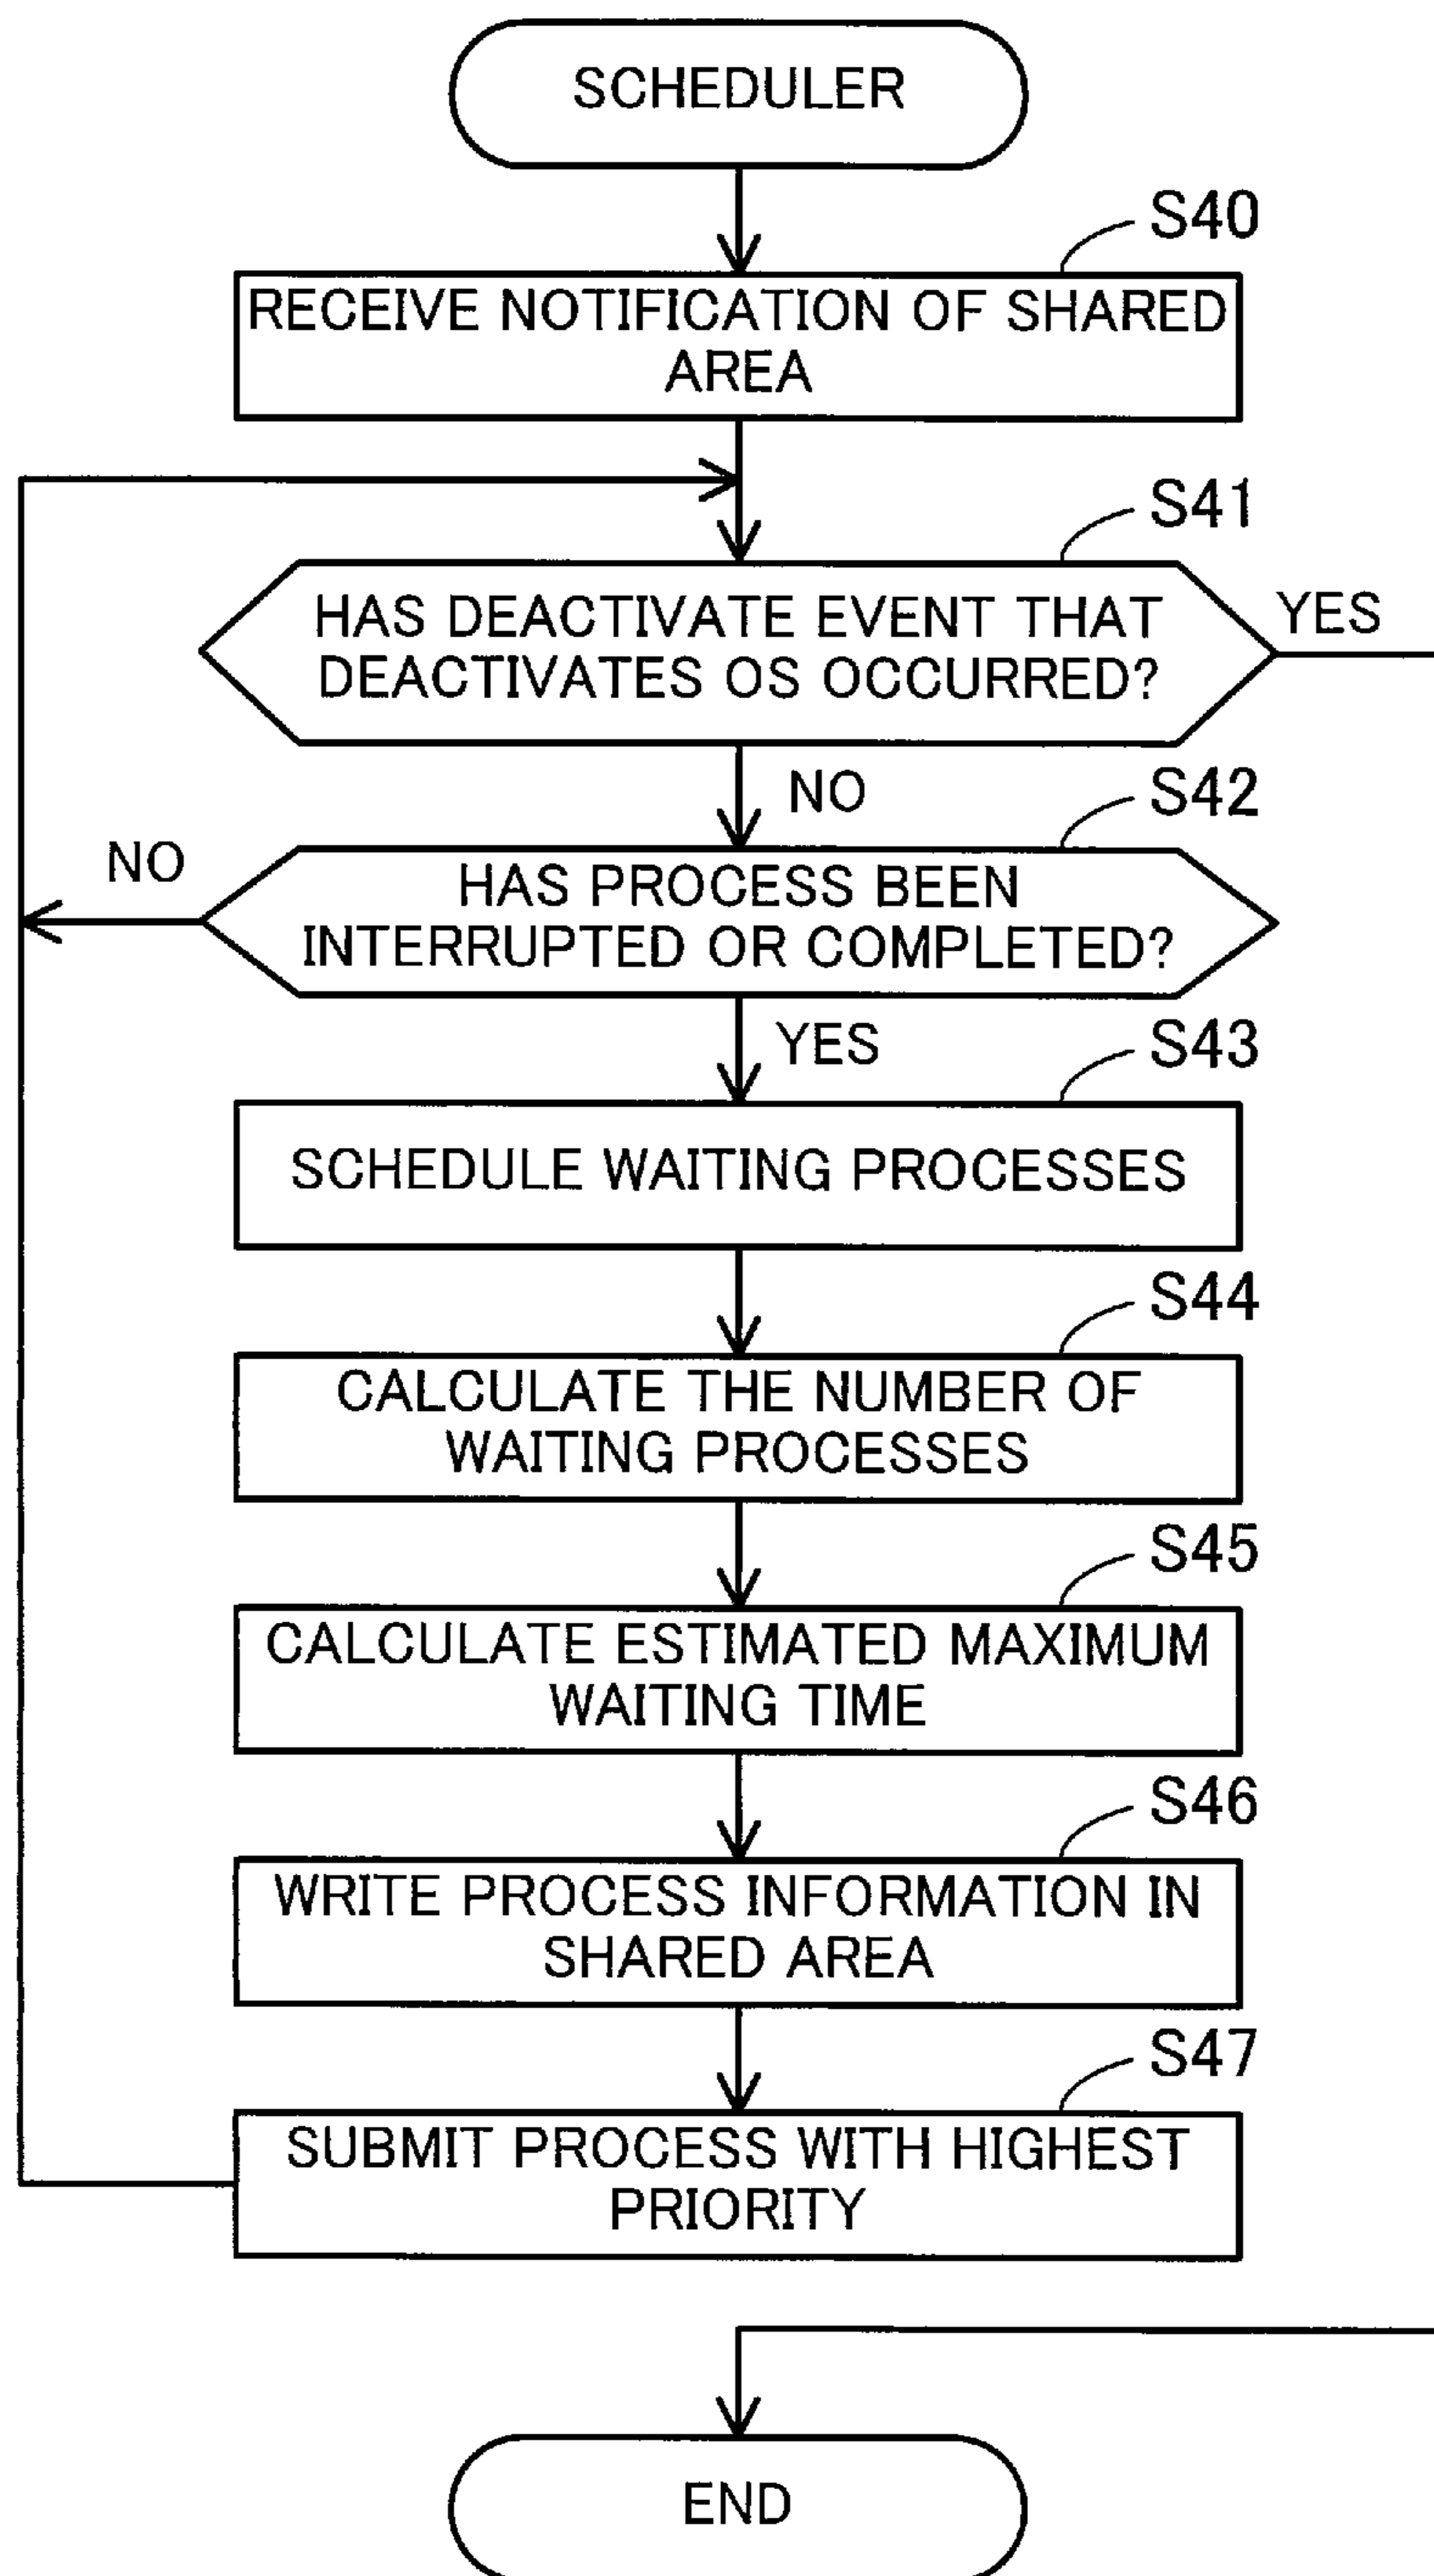 SCHEDULER
S40
RECEIVE NOTIFICATION OF SHARED
AREA
S41
HAS DEACTIVATE EVENT THAT
DEACTIVATES OS OCCURRED?
YES
NO
S42
NO
HAS PROCESS BEEN
INTERRUPTED OR COMPLETED?
YES
S43
SCHEDULE WAITING PROCESSES
S44
CALCULATE THE NUMBER OF
WAITING PROCESSES
S45
CALCULATE ESTIMATED MAXIMUM
WAITING TIME
S46
WRITE PROCESS INFORMATION IN
SHARED AREA
S47
SUBMIT PROCESS WITH HIGHEST
PRIORITY
END